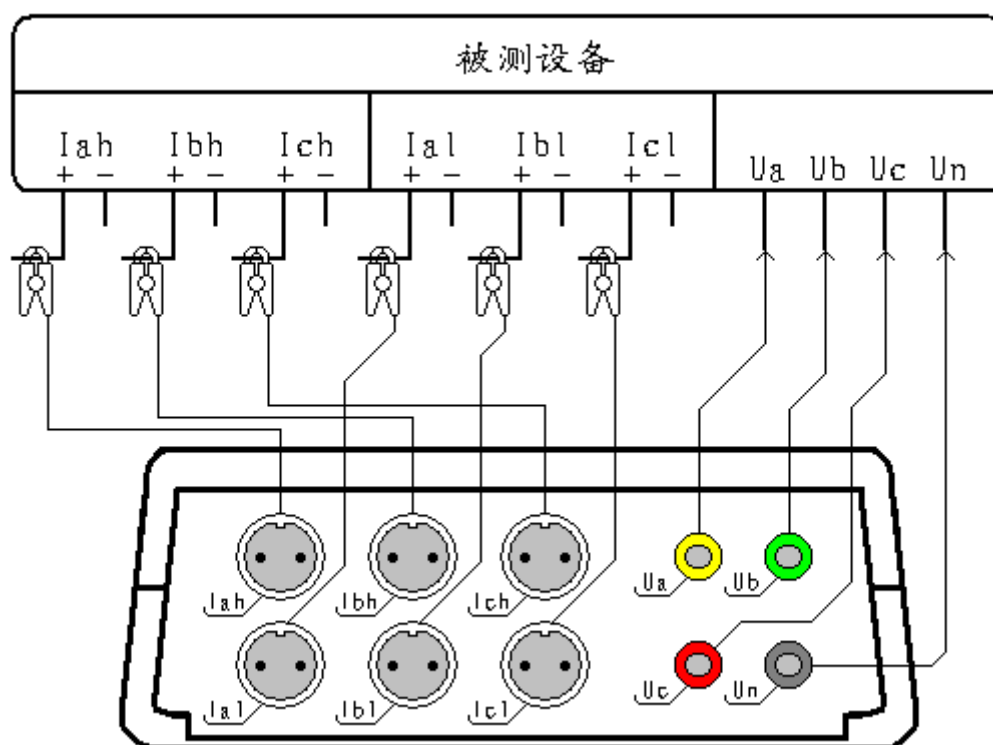 被测设备
Iah Ibh Ich Ial Ibl Icl Ua Ub Uc Un
+ − + − + − + − + − + −
Iah Ibh Ich Ua Ub
Ial Ibl Icl Uc Un